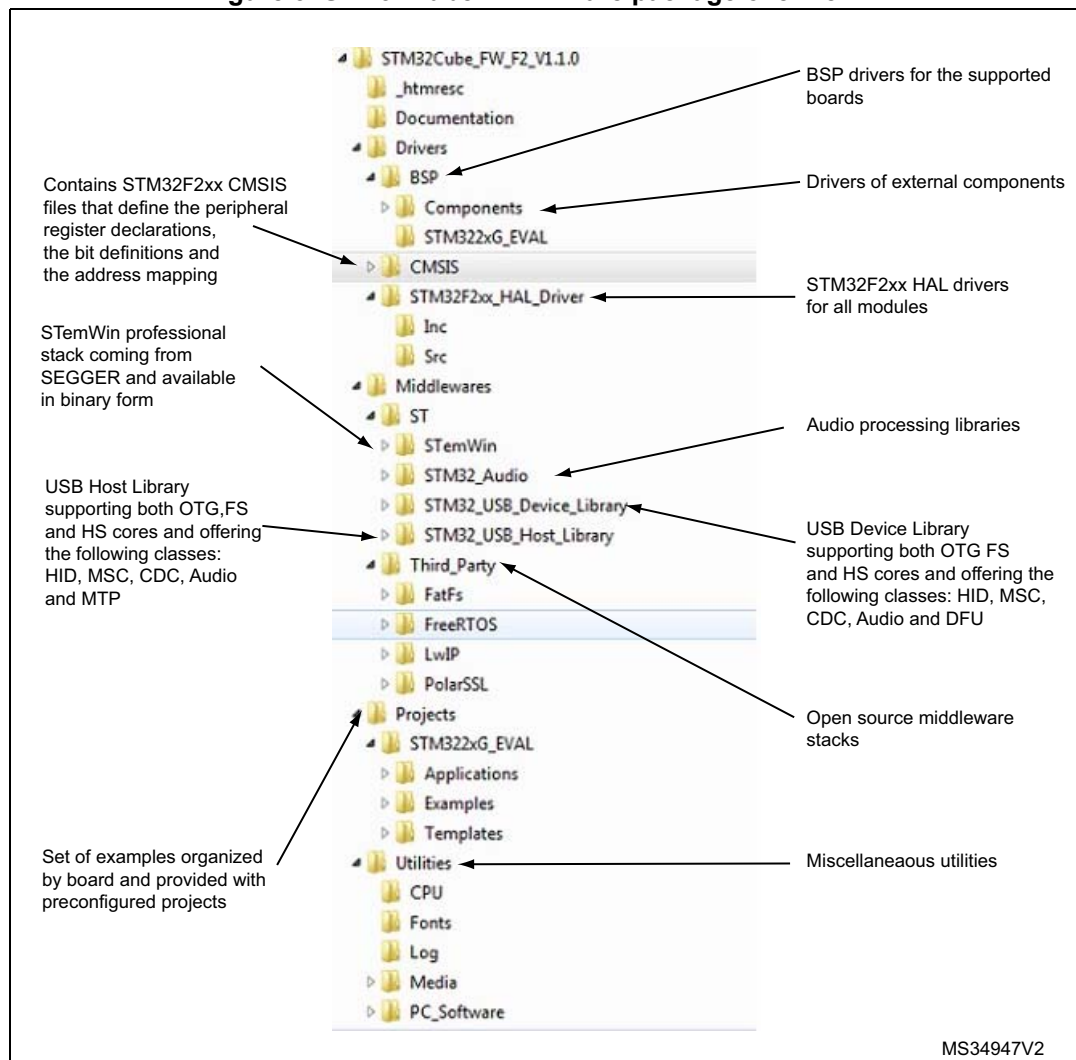 STM32Cube_FW_F2_V1.1.0
_htmresc
Documentation
Drivers
BSP
Components
STM322xG_EVAL
CMSIS
STM32F2xx_HAL_Driver
Inc
Src
Middlewares
ST
STemWin
STM32_Audio
STM32_USB_Device_Library
STM32_USB_Host_Library
Third_Party
FatFs
FreeRTOS
LwIP
PolarSSL
Projects
STM322xG_EVAL
Applications
Examples
Templates
Utilities
CPU
Fonts
Log
Media
PC_Software
Contains STM32F2xx CMSIS
files that define the peripheral
register declarations,
the bit definitions and
the address mapping
STemWin professional
stack coming from
SEGGER and available
in binary form
USB Host Library
supporting both OTG,FS
and HS cores and offering
the following classes:
HID, MSC, CDC, Audio
and MTP
Set of examples organized
by board and provided with
preconfigured projects
BSP drivers for the supported
boards
Drivers of external components
STM32F2xx HAL drivers
for all modules
Audio processing libraries
USB Device Library
supporting both OTG FS
and HS cores and offering the
following classes: HID, MSC,
CDC, Audio and DFU
Open source middleware
stacks
Miscellaneaous utilities
MS34947V2